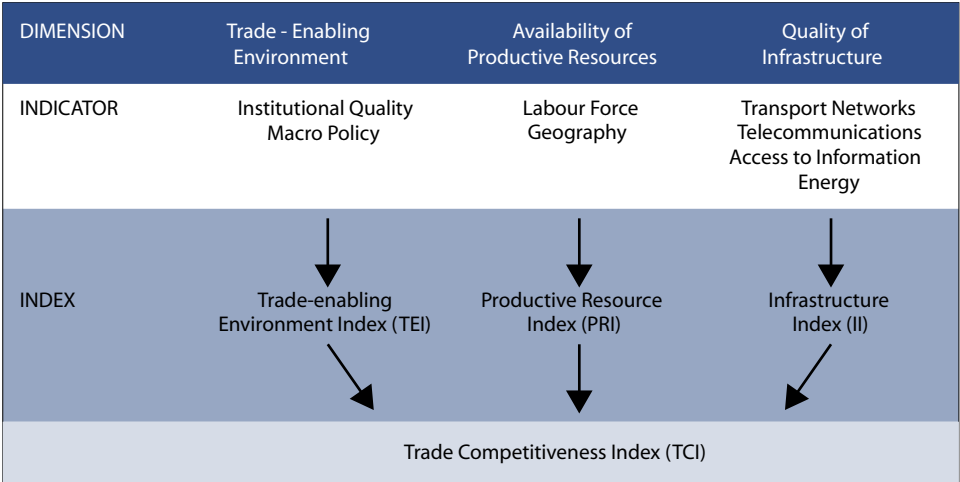 DIMENSION
Trade - Enabling
Environment
Availability of
Productive Resources
Quality of
Infrastructure
INDICATOR
Institutional Quality
Macro Policy
Labour Force
Geography
Transport Networks
Telecommunications
Access to Information
Energy
INDEX
Trade-enabling
Environment Index (TEI)
Productive Resource
Index (PRI)
Infrastructure
Index (II)
Trade Competitiveness Index (TCI)